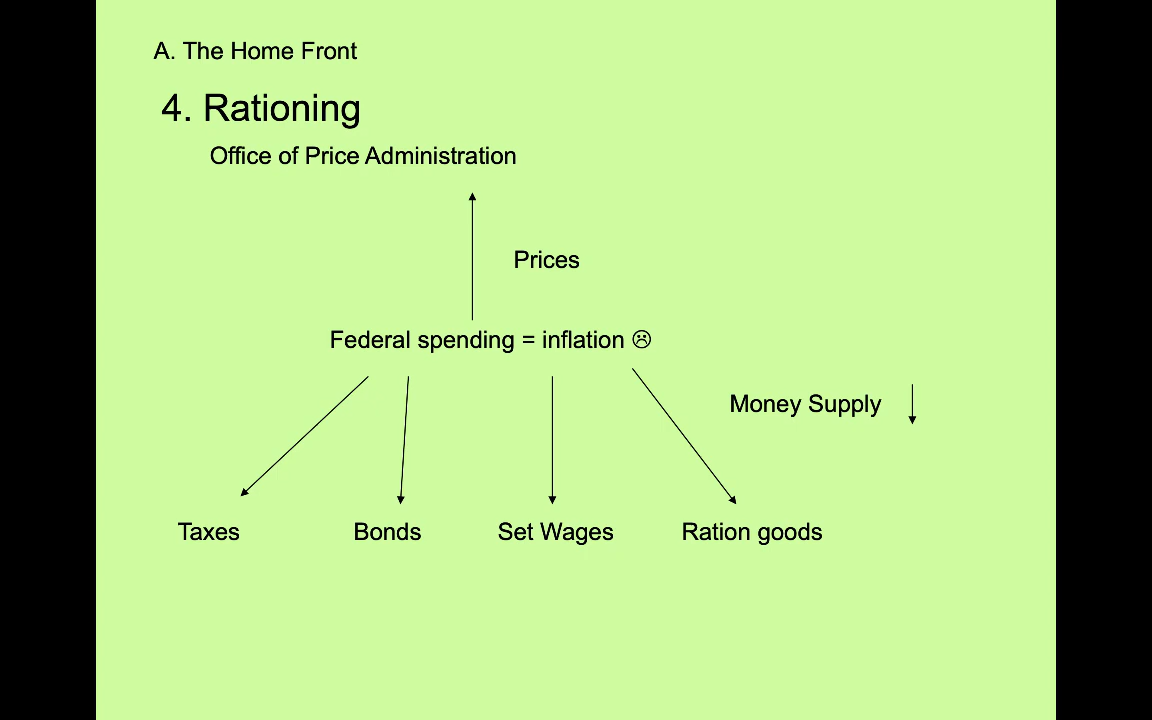 A. The Home Front
4. Rationing
Office of Price Administration
Prices
Federal spending = inflation ☹
Money Supply
Taxes Bonds Set Wages Ration goods